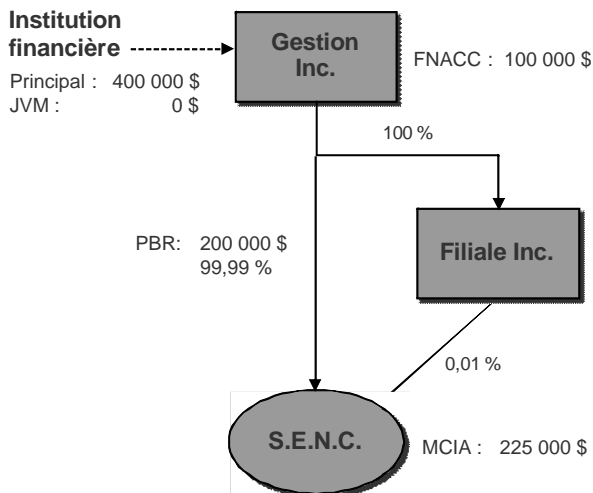 Institution
financière
Principal : 400 000 $
JVM : 0 $
Gestion
Inc.
FNACC : 100 000 $
100 %
PBR: 200 000 $
99,99 %
Filiale Inc.
0,01 %
S.E.N.C.
MCIA : 225 000 $